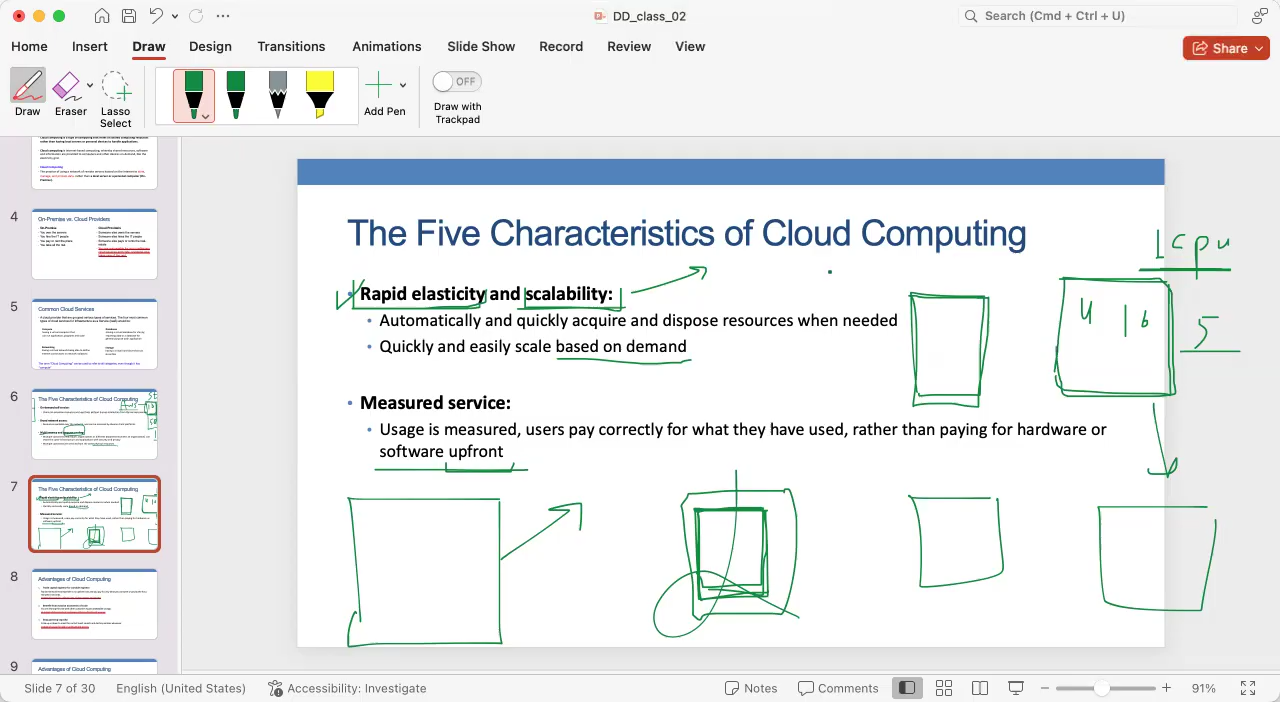 DD_class_02
Search (Cmd + Ctrl + U)
Home Insert Draw Design Transitions Animations Slide Show Record Review View
Share
OFF
Draw Eraser Lasso Select Add Pen Draw with Trackpad
4
On-Premise vs. Cloud Providers
5
Common Cloud Services
6
The Five Characteristics of Cloud Computing
7
The Five Characteristics of Cloud Computing
8
Advantages of Cloud Computing
9
Advantages of Cloud Computing
The Five Characteristics of Cloud Computing
1 cpu
• Rapid elasticity and scalability:
4 16
5
• Automatically and quickly acquire and dispose resources when needed
• Quickly and easily scale based on demand
• Measured service:
• Usage is measured, users pay correctly for what they have used, rather than paying for hardware or
software upfront
Slide 7 of 30 English (United States) Accessibility: Investigate Notes Comments 91%